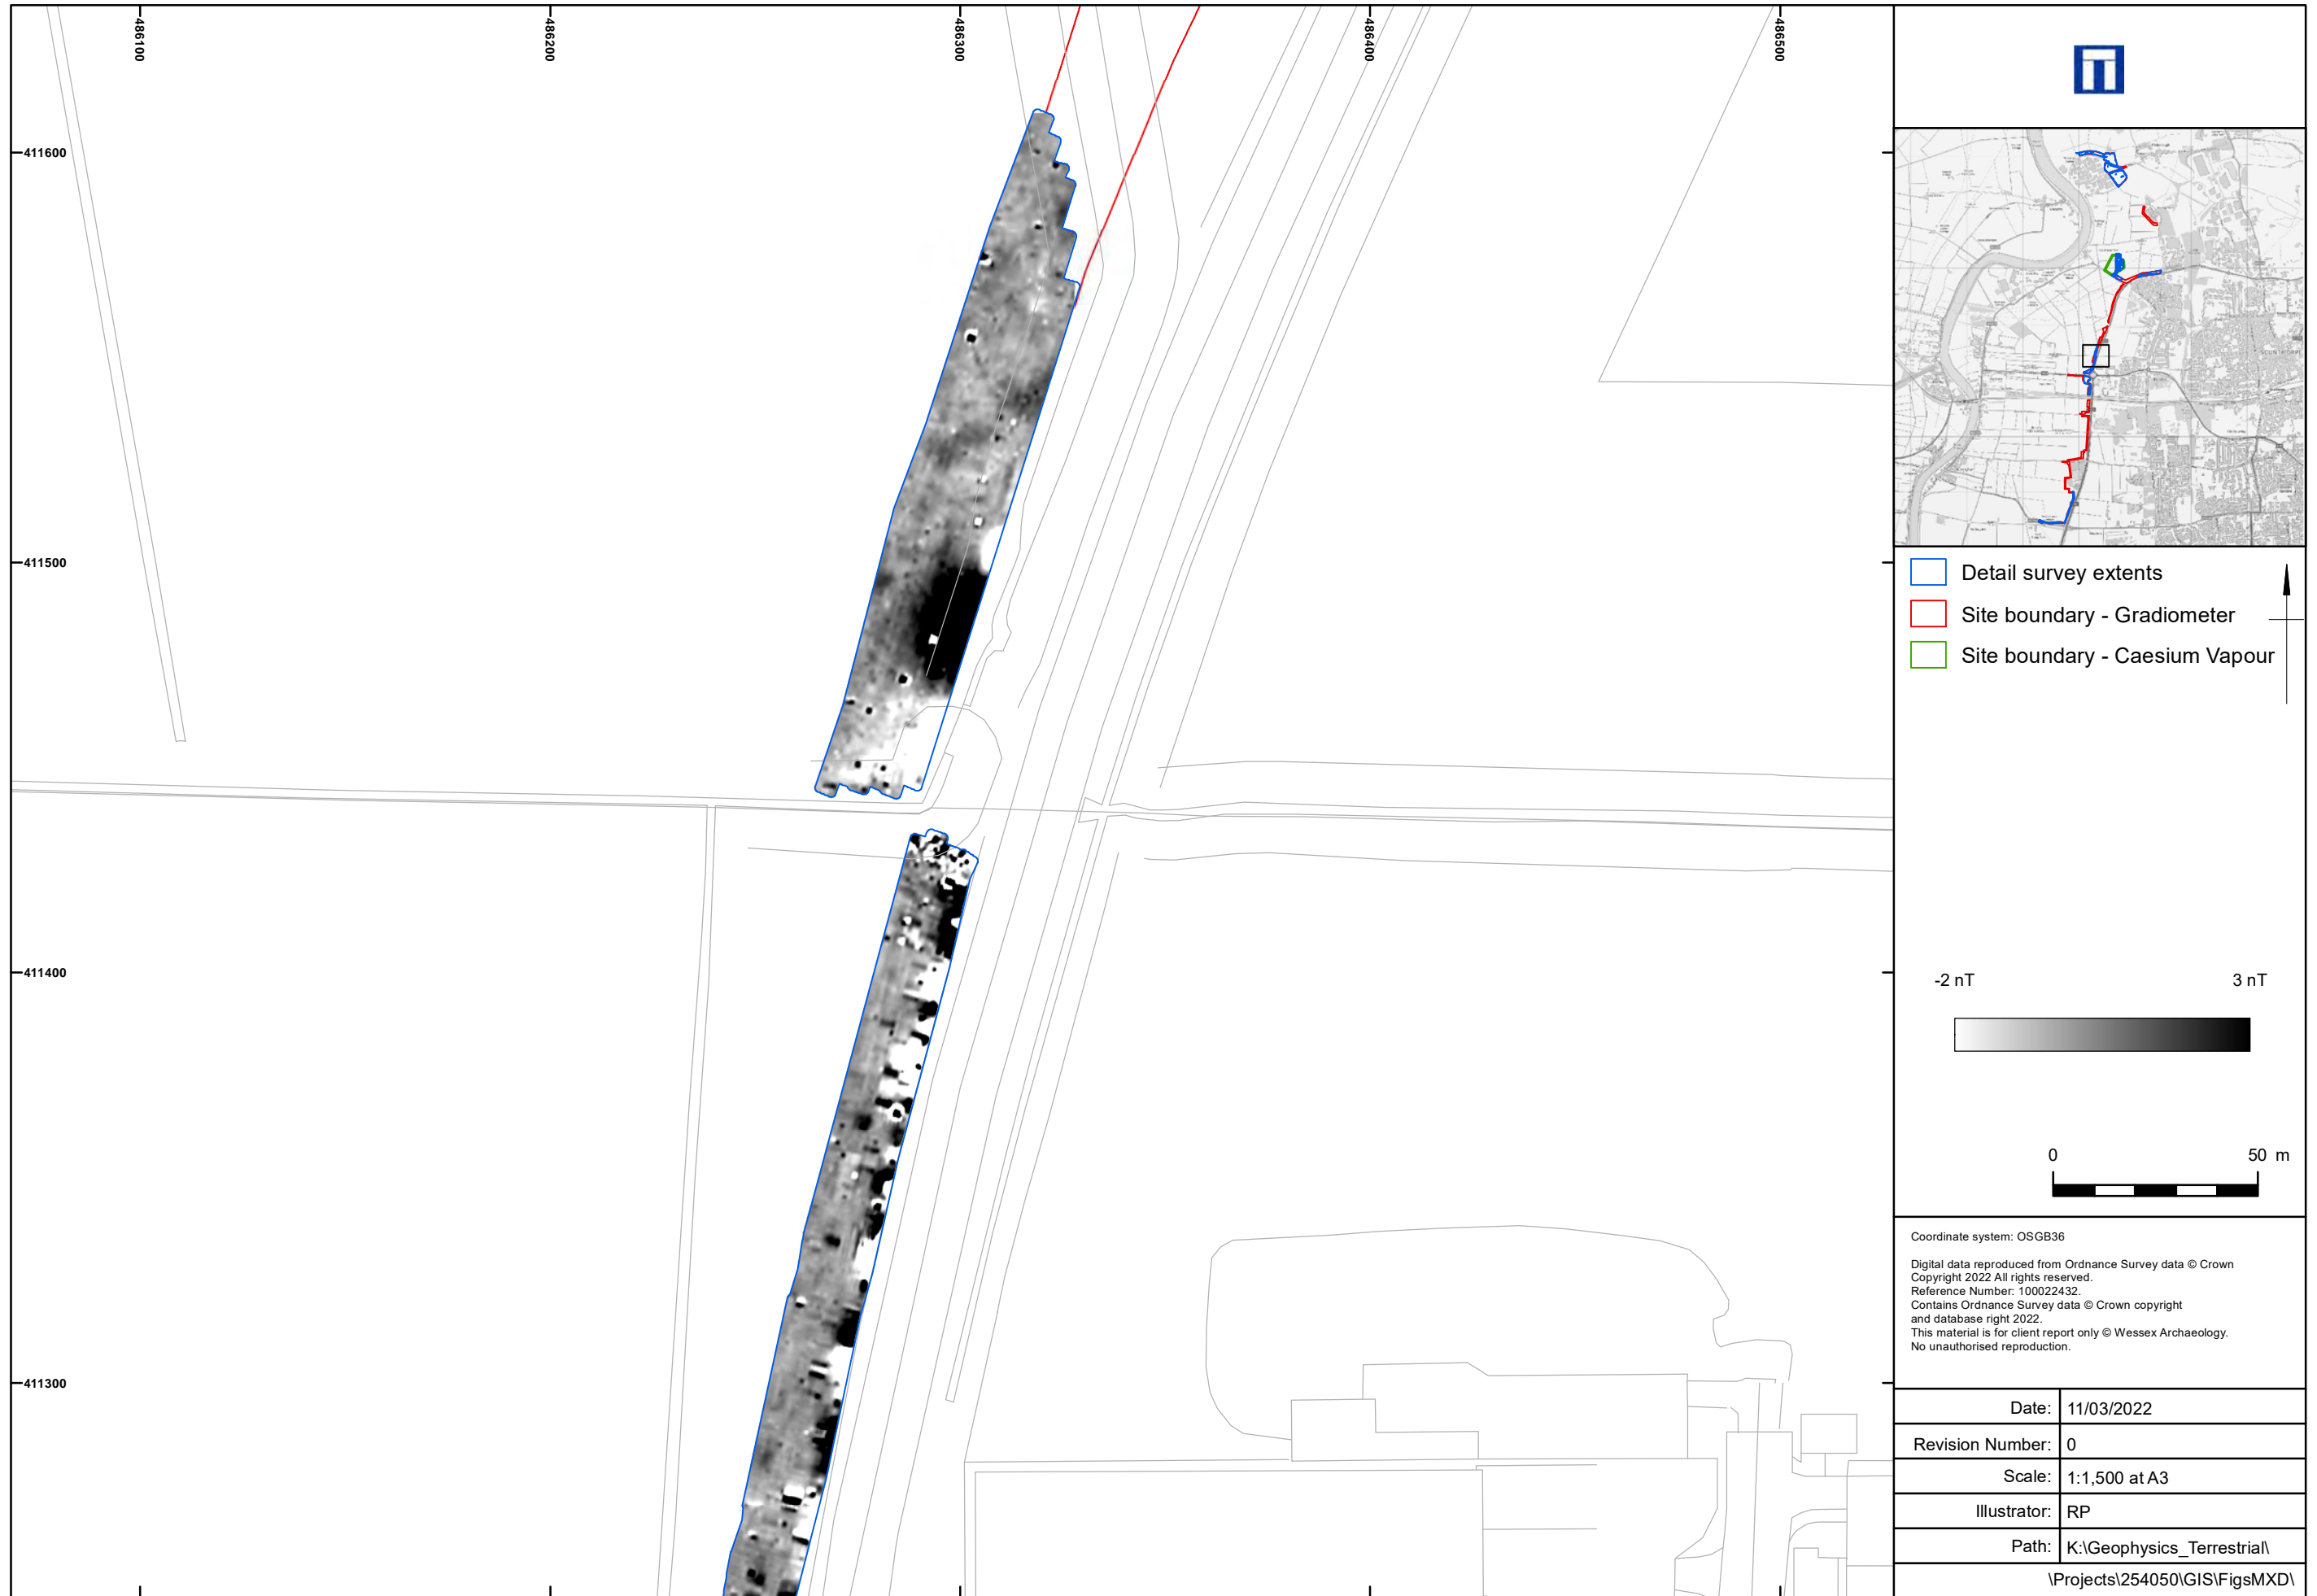 486100
486200
486300
486400
486500
411600
411500
411400
411300
Detail survey extents
Site boundary - Gradiometer
Site boundary - Caesium Vapour
-2 nT
3 nT
0
50 m
Coordinate system: OSGB36
Digital data reproduced from Ordnance Survey data © Crown
Copyright 2022 All rights reserved.
Reference Number: 100022432.
Contains Ordnance Survey data © Crown copyright
and database right 2022.
This material is for client report only © Wessex Archaeology.
No unauthorised reproduction.
Date: 11/03/2022
Revision Number: 0
Scale: 1:1,500 at A3
Illustrator: RP
Path: K:\Geophysics_Terrestrial\
\Projects\254050\GIS\FigsMXD\